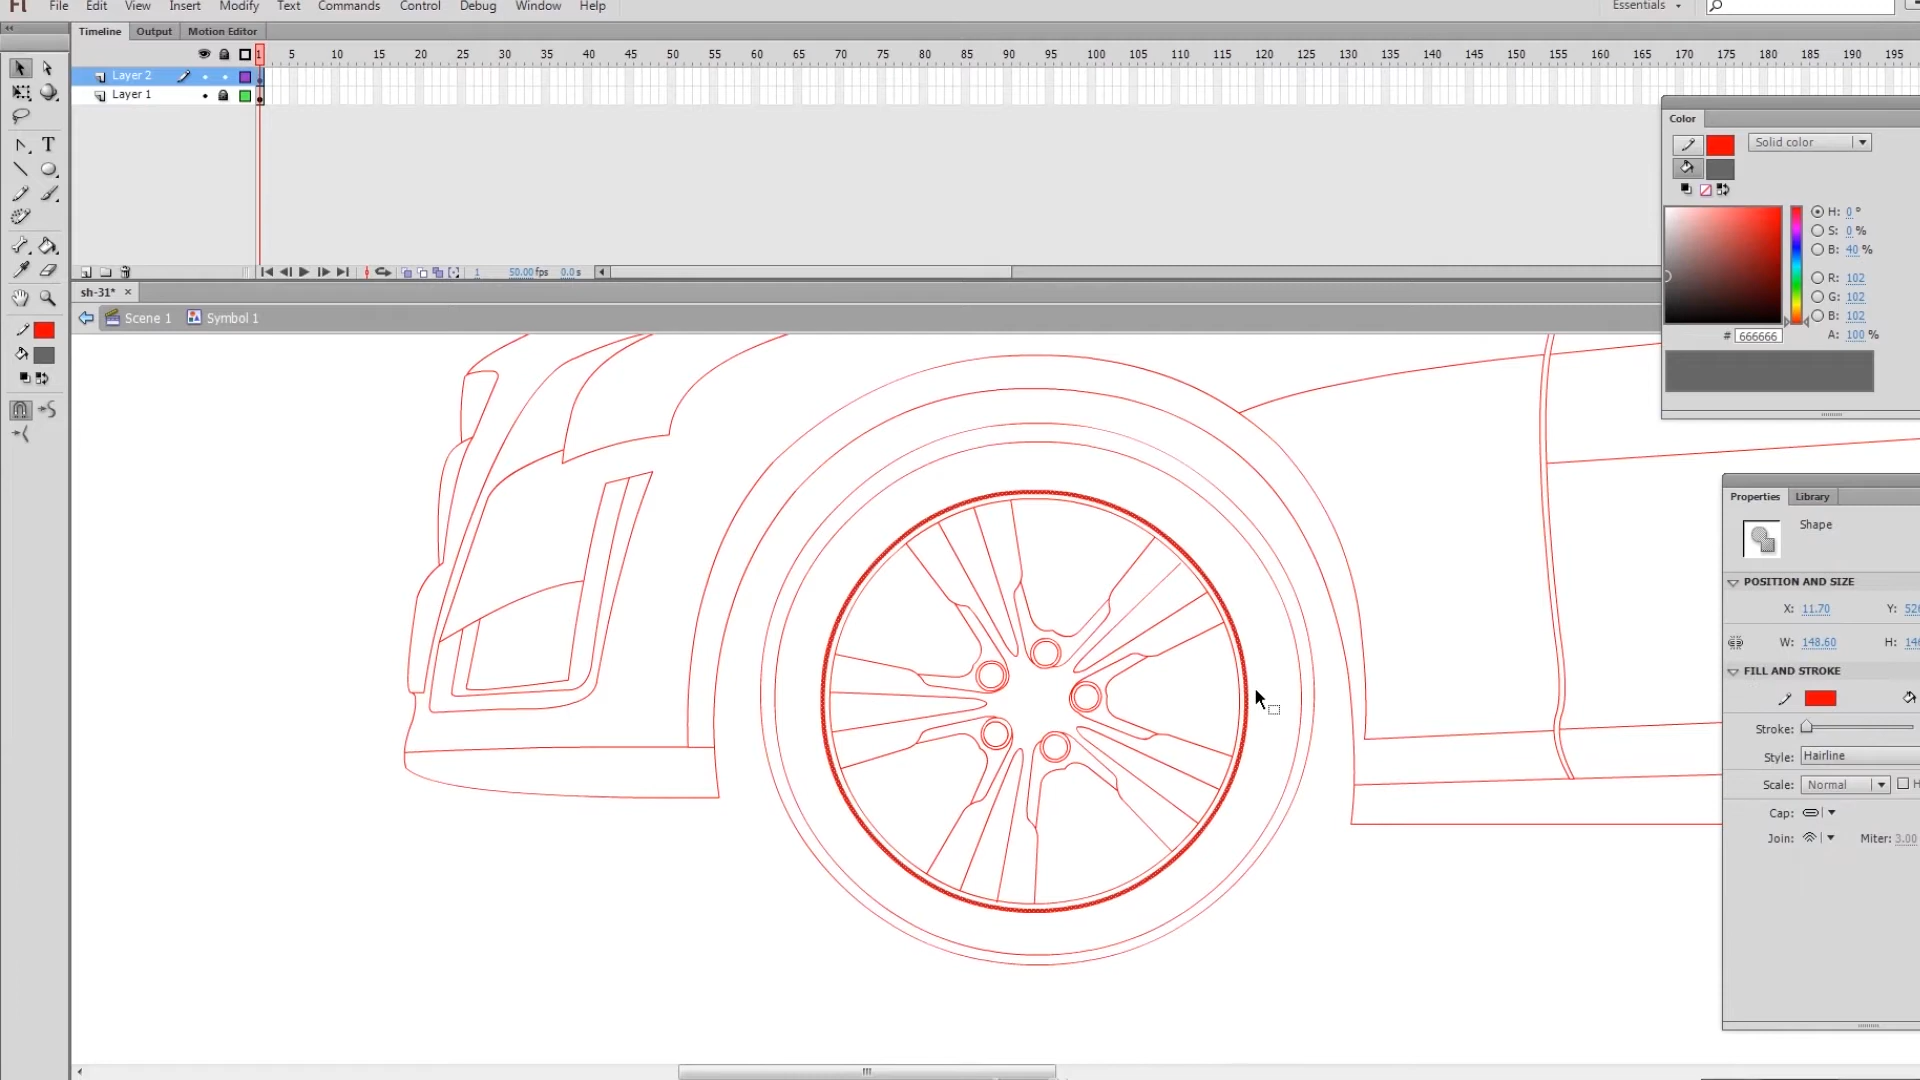 Fl File Edit View Insert Modify Text Commands Control Debug Window Help Essentials
Timeline Output Motion Editor
1 5 10 15 20 25 30 35 40 45 50 55 60 65 70 75 80 85 90 95 100 105 110 115 120 125 130 135 140 145 150 155 160 165 170 175 180 185 190 195
Layer 2
Layer 1
1 50.00 fps 0.0 s
sh-31* ×
Scene 1 Symbol 1
Color
Solid color
H: 0 °
S: 0 %
B: 40 %
R: 102
G: 102
B: 102
# 666666 A: 100 %
Properties Library
Shape
POSITION AND SIZE
X: 11.70 Y:
W: 148.60 H:
FILL AND STROKE
Stroke:
Style: Hairline
Scale: Normal
Cap:
Join: Miter: 3.00